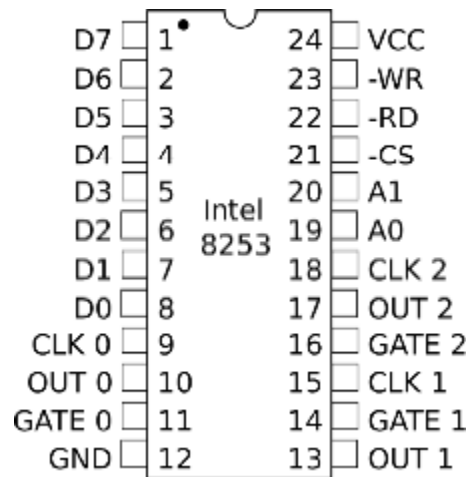 D7 1 24 VCC
D6 2 23 -WR
D5 3 22 -RD
D4 4 21 -CS
D3 5 20 A1
Intel
D2 6 19 A0
8253
D1 7 18 CLK 2
D0 8 17 OUT 2
CLK 0 9 16 GATE 2
OUT 0 10 15 CLK 1
GATE 0 11 14 GATE 1
GND 12 13 OUT 1